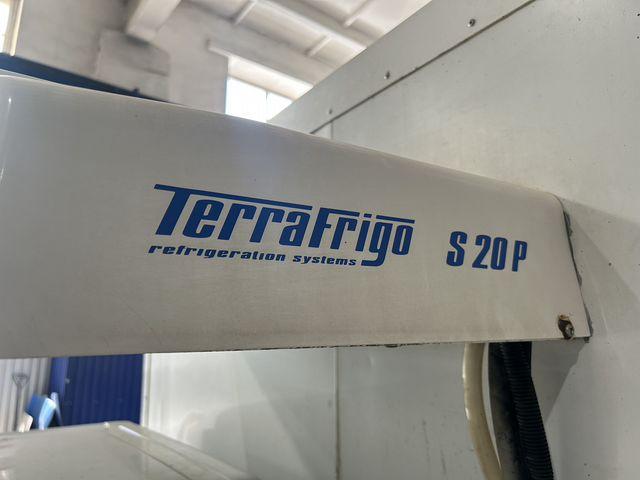 TerraFrigo
refrigeration systems
S 20 P